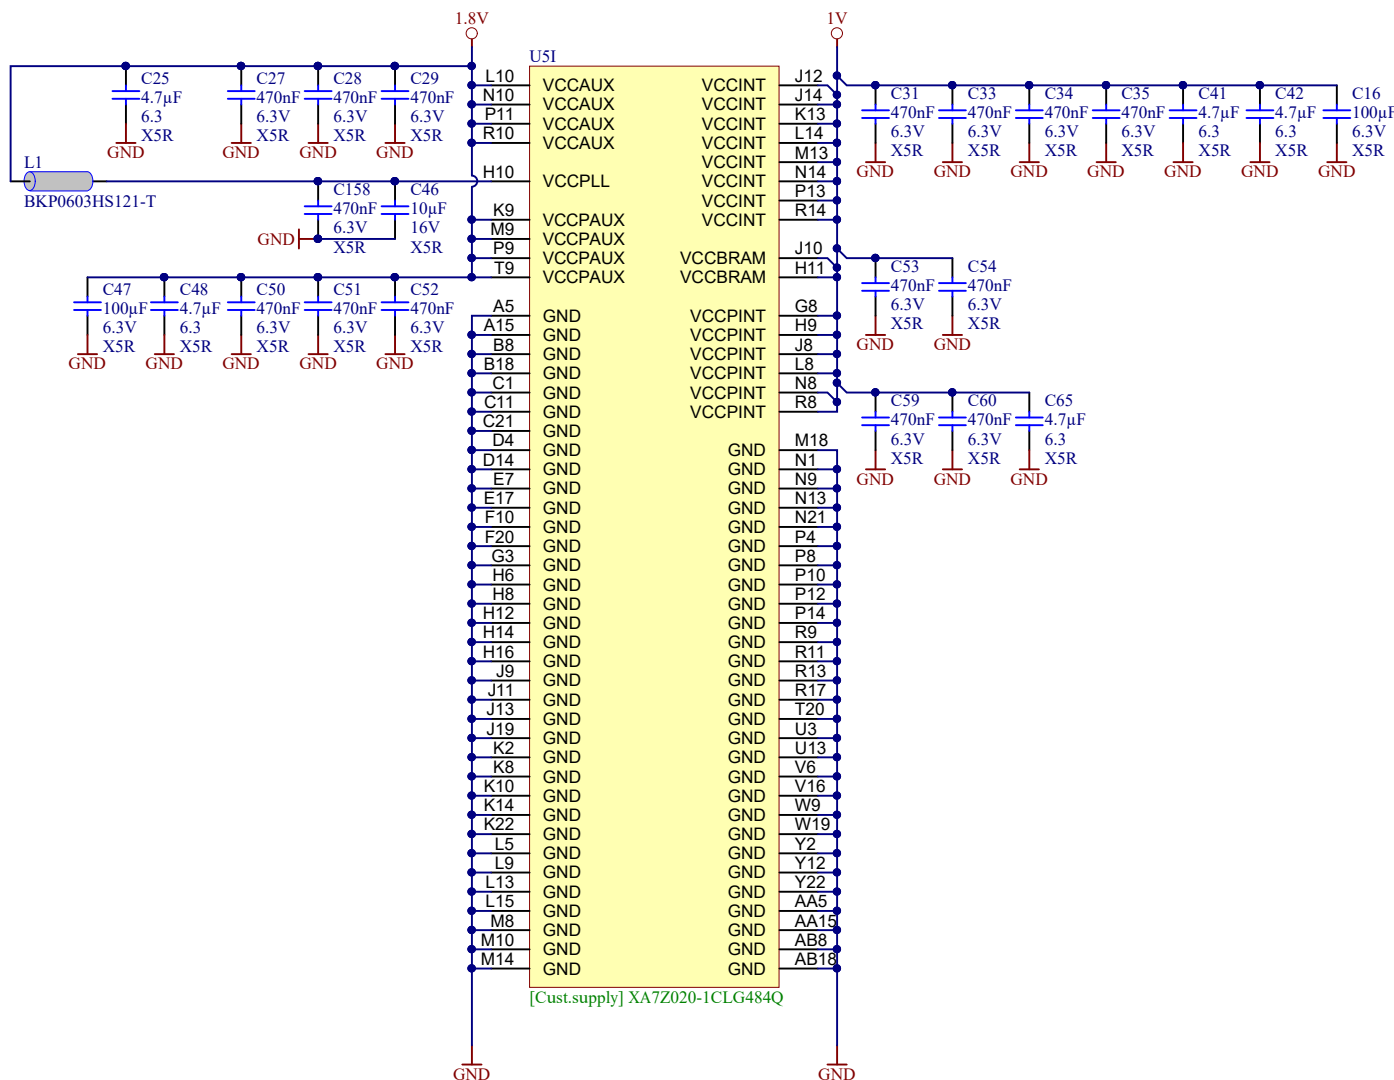 1.8V
1V
U5I
C25
4.7µF
6.3
X5R
GND
C27
470nF
6.3V
X5R
GND
C28
470nF
6.3V
X5R
GND
C29
470nF
6.3V
X5R
GND
L1
BKP0603HS121-T
C158
470nF
6.3V
X5R
C46
10µF
16V
X5R
GND
C47
100µF
6.3V
X5R
GND
C48
4.7µF
6.3
X5R
GND
C50
470nF
6.3V
X5R
GND
C51
470nF
6.3V
X5R
GND
C52
470nF
6.3V
X5R
GND
L10 VCCAUX
N10 VCCAUX
P11 VCCAUX
R10 VCCAUX
H10 VCCPLL
K9 VCCPAUX
M9 VCCPAUX
P9 VCCPAUX
T9 VCCPAUX
A5 GND
A15 GND
B8 GND
B18 GND
C1 GND
C11 GND
C21 GND
D4 GND
D14 GND
E7 GND
E17 GND
F10 GND
F20 GND
G3 GND
H6 GND
H8 GND
H12 GND
H14 GND
H16 GND
J9 GND
J11 GND
J13 GND
J19 GND
K2 GND
K8 GND
K10 GND
K14 GND
K22 GND
L5 GND
L9 GND
L13 GND
L15 GND
M8 GND
M10 GND
M14 GND
VCCINT J12
VCCINT J14
VCCINT K13
VCCINT L14
VCCINT M13
VCCINT N14
VCCINT P13
VCCINT R14
VCCBRAM J10
VCCBRAM H11
VCCPINT G8
VCCPINT H9
VCCPINT J8
VCCPINT L8
VCCPINT N8
VCCPINT R8
GND M18
GND N1
GND N9
GND N13
GND N21
GND P4
GND P8
GND P10
GND P12
GND P14
GND R9
GND R11
GND R13
GND R17
GND T20
GND U3
GND U13
GND V6
GND V16
GND W9
GND W19
GND Y2
GND Y12
GND Y22
GND AA5
GND AA15
GND AB8
GND AB18
C31
470nF
6.3V
X5R
GND
C33
470nF
6.3V
X5R
GND
C34
470nF
6.3V
X5R
GND
C35
470nF
6.3V
X5R
GND
C41
4.7µF
6.3
X5R
GND
C42
4.7µF
6.3
X5R
GND
C16
100µF
6.3V
X5R
GND
C53
470nF
6.3V
X5R
GND
C54
470nF
6.3V
X5R
GND
C59
470nF
6.3V
X5R
GND
C60
470nF
6.3V
X5R
GND
C65
4.7µF
6.3
X5R
GND
[Cust.supply] XA7Z020-1CLG484Q
GND
GND